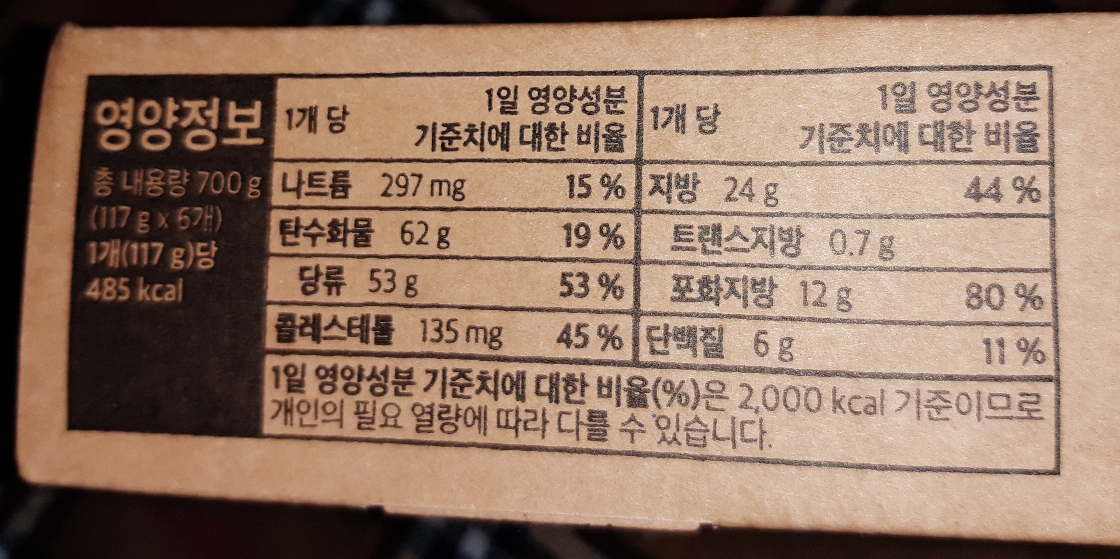 영양정보
총 내용량 700 g
(117 g x 6개)
1개(117 g)당
485 kcal
1개 당 1일 영양성분 기준치에 대한 비율
나트륨 297 mg 15 %
탄수화물 62 g 19 %
당류 53 g 53 %
콜레스테롤 135 mg 45 %
1개 당 1일 영양성분 기준치에 대한 비율
지방 24 g 44 %
트랜스지방 0.7 g
포화지방 12 g 80 %
단백질 6 g 11 %
1일 영양성분 기준치에 대한 비율(%)은 2,000 kcal 기준이므로
개인의 필요 열량에 따라 다를 수 있습니다.